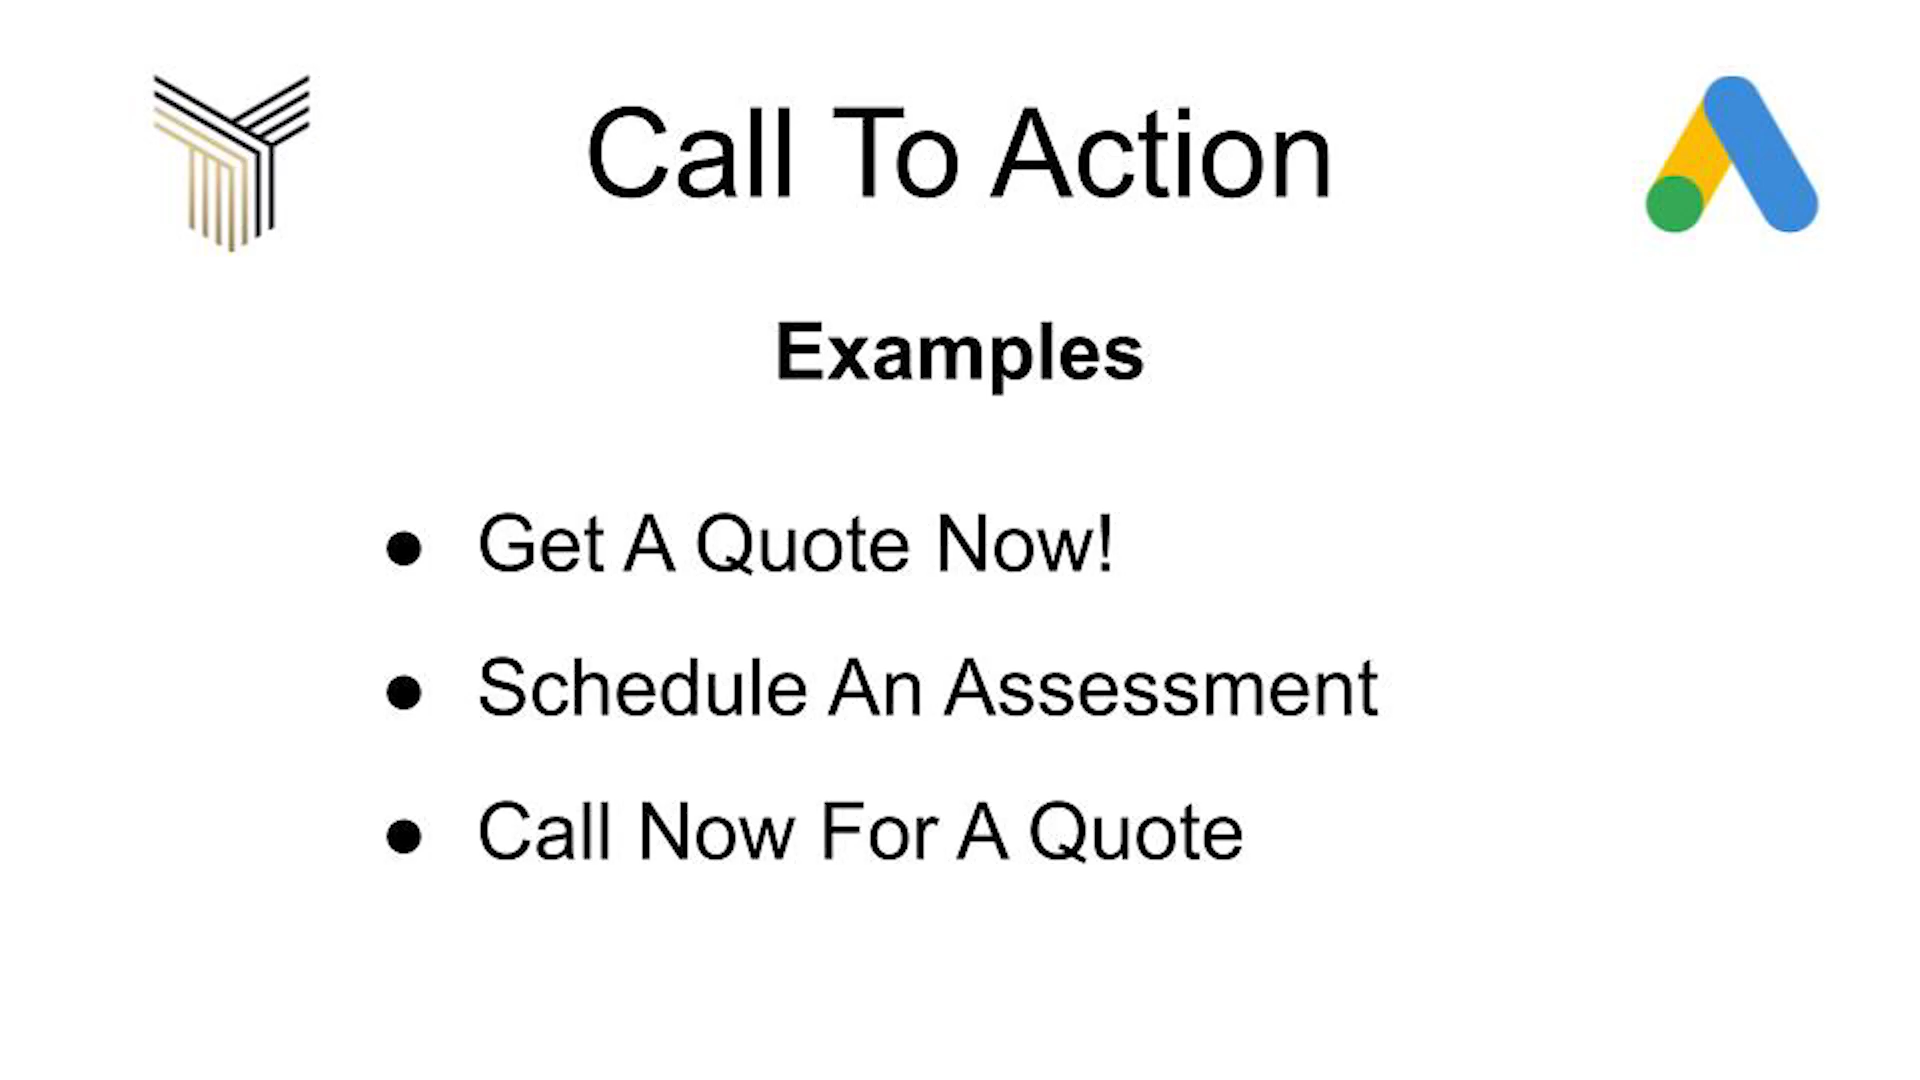 Call To Action
Examples
● Get A Quote Now!
● Schedule An Assessment
● Call Now For A Quote